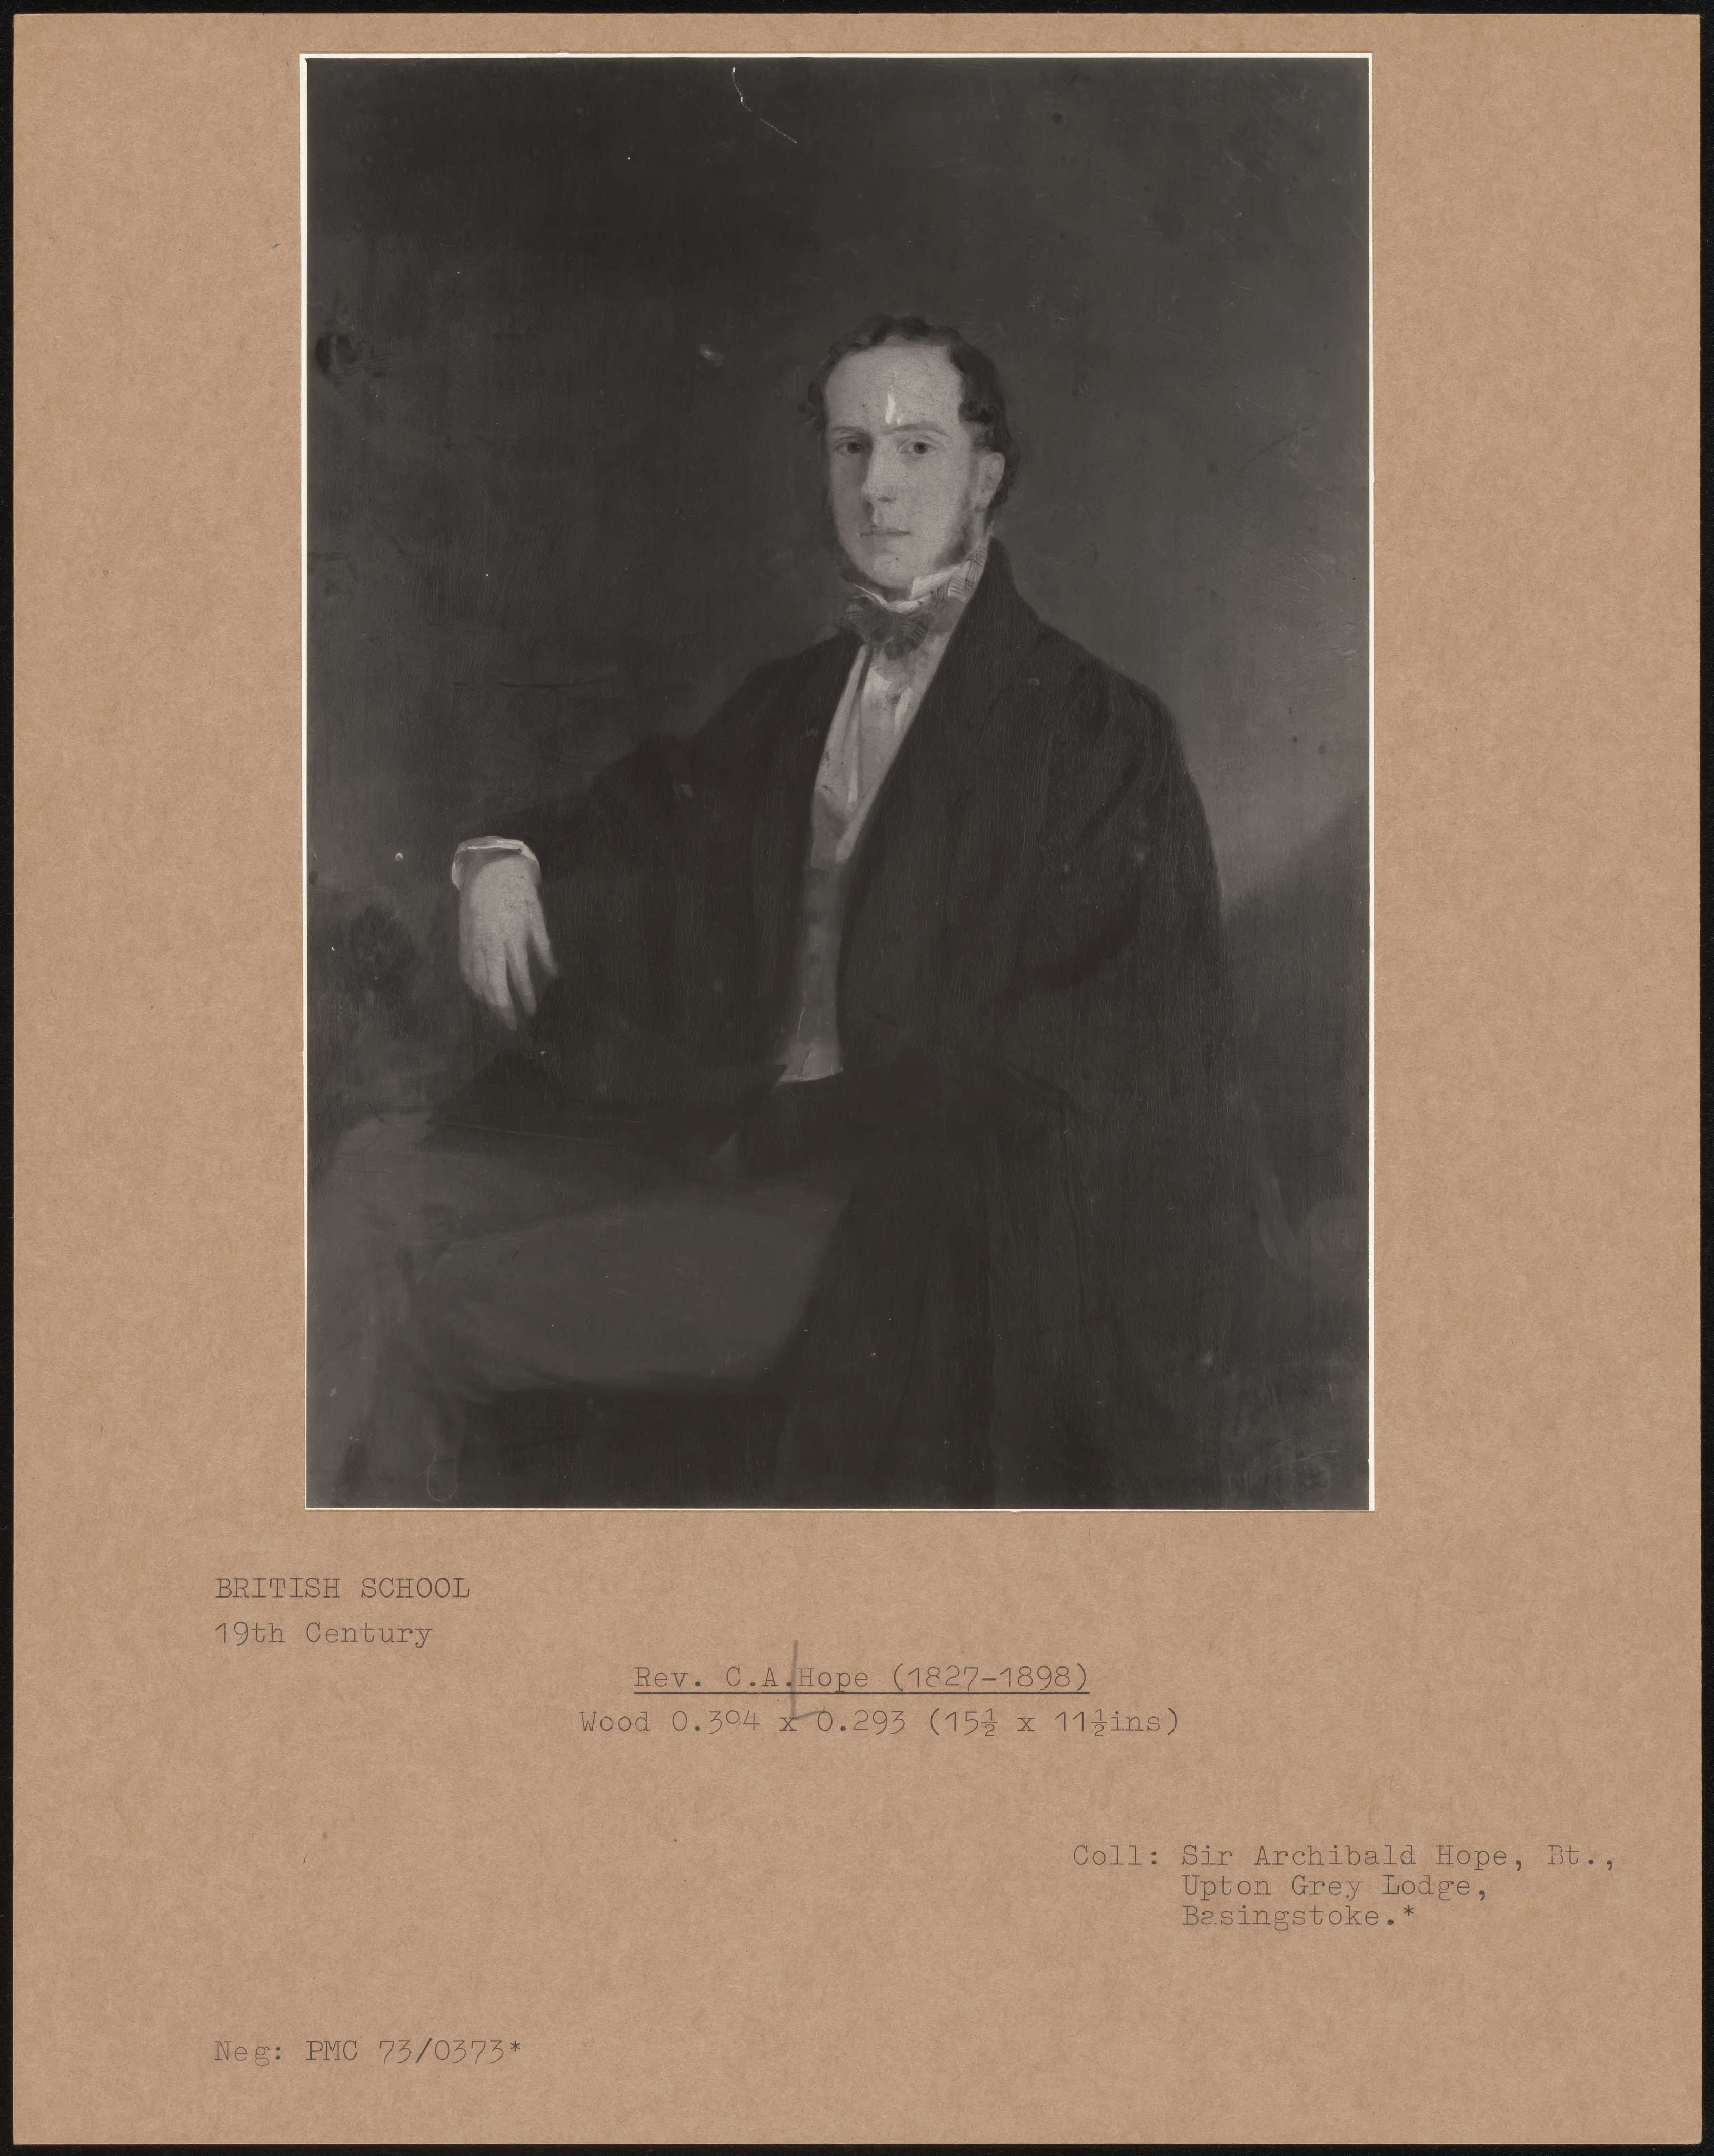 BRITISH SCHOOL
19th Century
Rev. C.A.Hope (1827-1898)
Wood 0.394 x 0.293 (15½ x 11½ins)
Coll: Sir Archibald Hope, Bt.,
Upton Grey Lodge,
Basingstoke.*
Neg: PMC 73/0373*